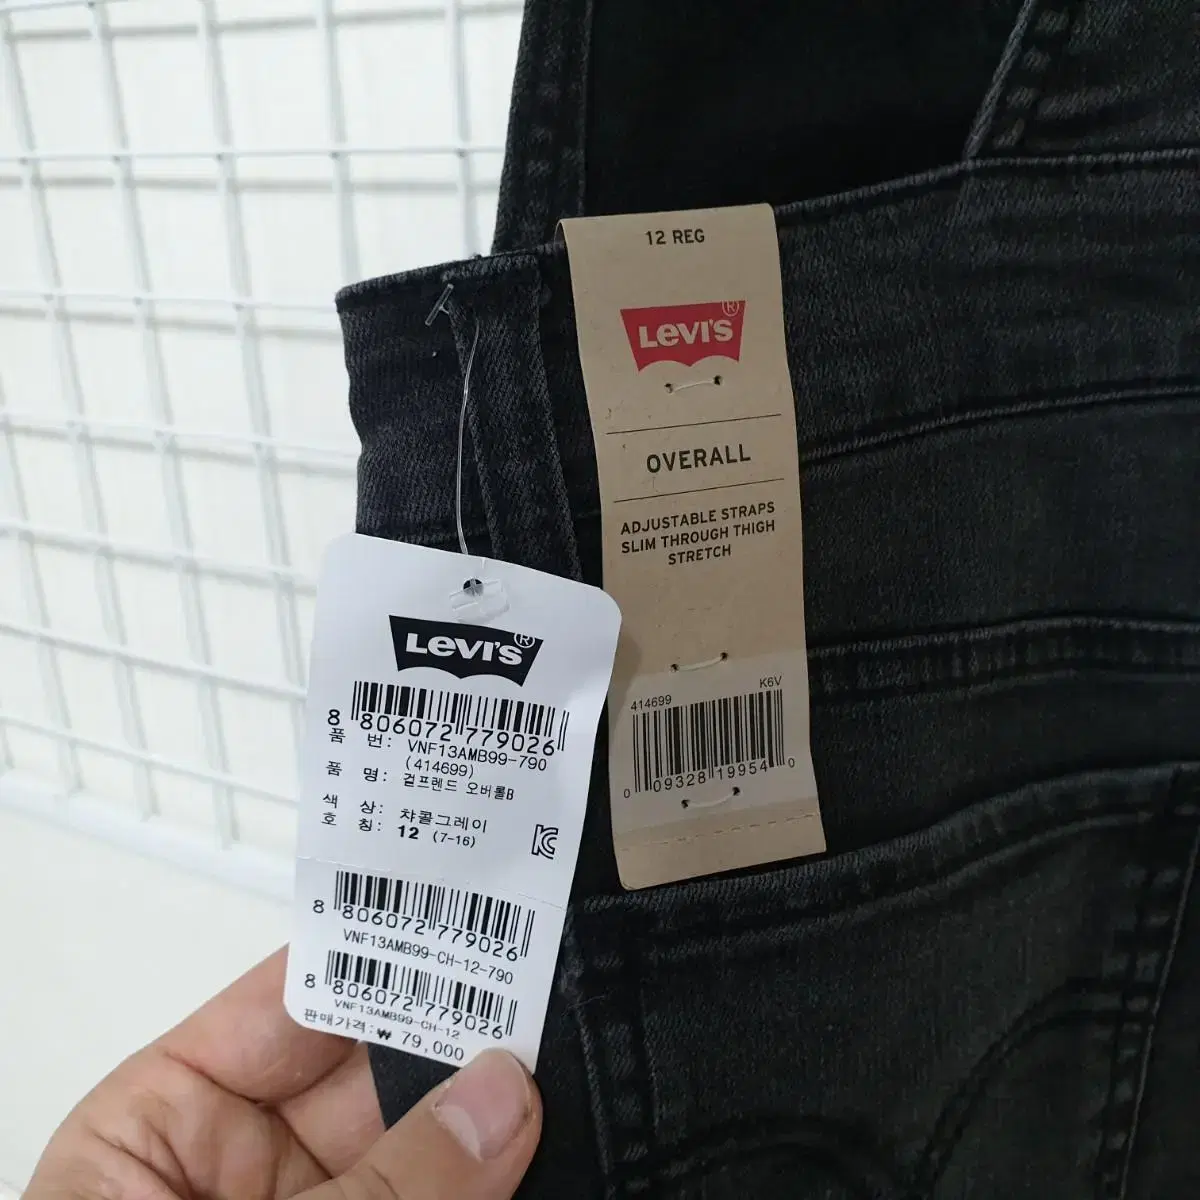 12 REG
LEVI'S®
OVERALL
ADJUSTABLE STRAPS
SLIM THROUGH THIGH
STRETCH
414699 K6V
0 09328 19954 0
LEVI'S®
8 806072 779026
품 번: VNF13AMB99-790
(414699)
품 명: 걸프렌드 오버롤B
색 상: 챠콜그레이
호 칭: 12 (7-16)
8 806072 779026
VNF13AMB99-CH-12-790
8 806072 779026
VNF13AMB99-CH-12
판매가격:₩ 79,000